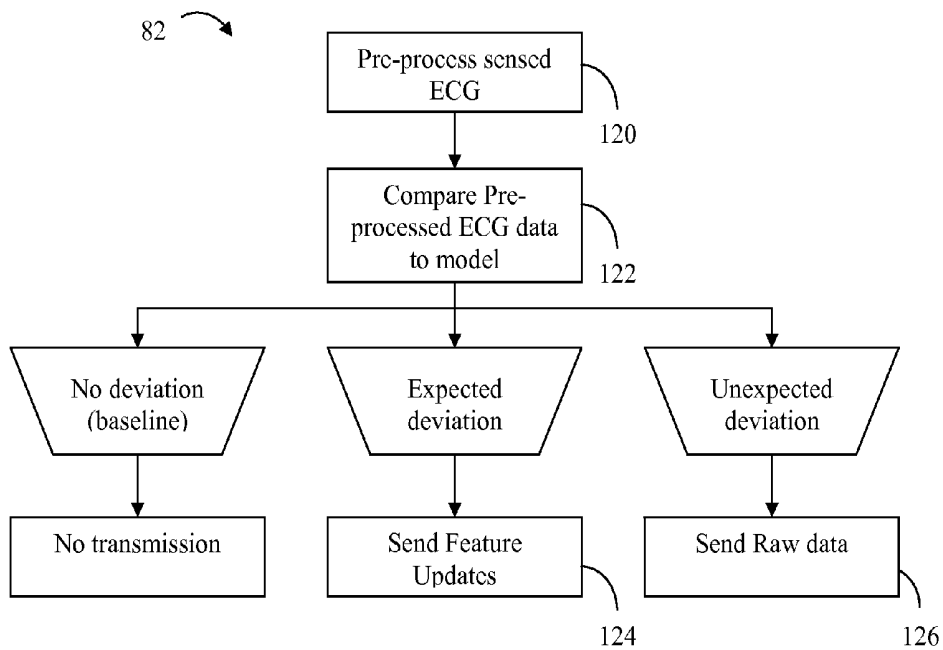 82
Pre-process sensed
ECG
120
Compare Pre-
processed ECG data
to model
122
No deviation
(baseline)
Expected
deviation
Unexpected
deviation
No transmission
Send Feature
Updates
Send Raw data
124
126